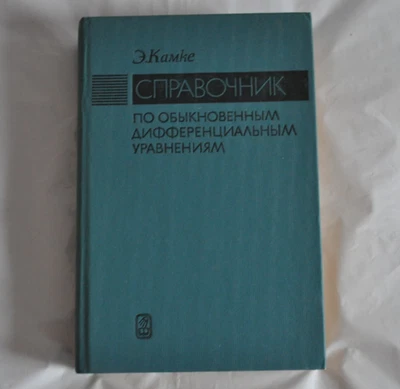 Э. Камке
СПРАВОЧНИК
ПО ОБЫКНОВЕННЫМ
ДИФФЕРЕНЦИАЛЬНЫМ
УРАВНЕНИЯМ